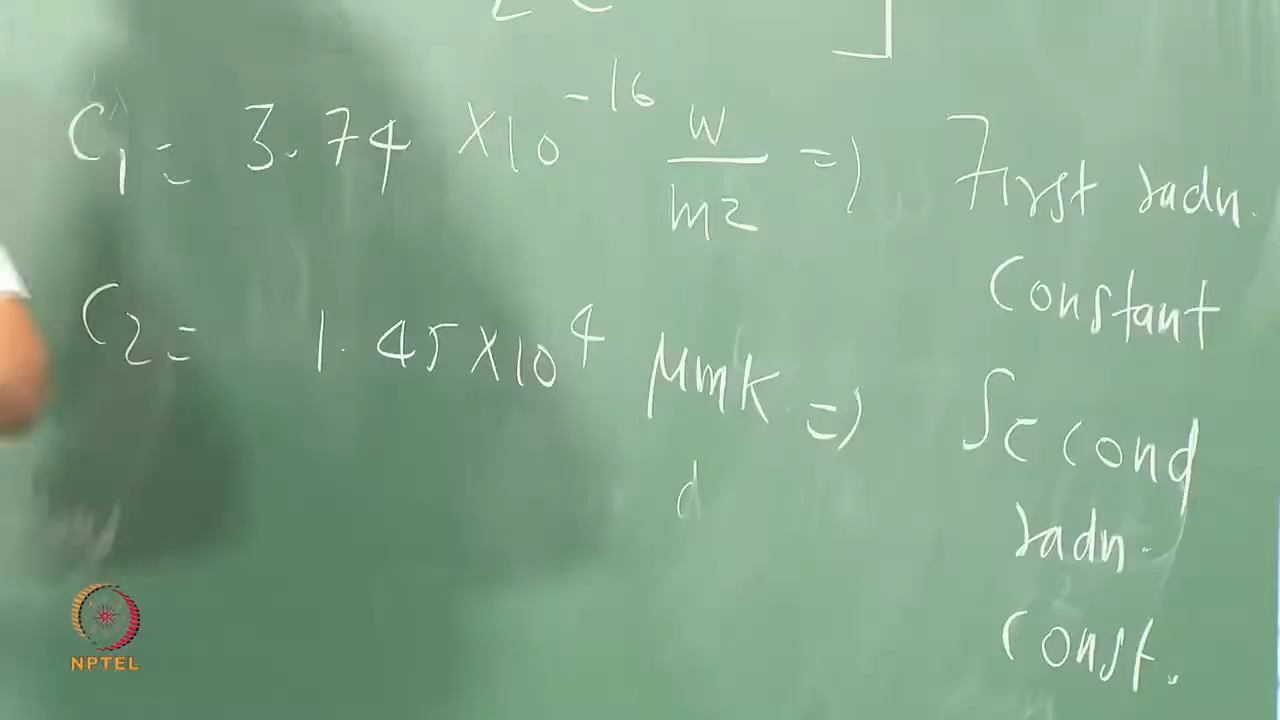 C₁ = 3.74 × 10⁻¹⁶ W/m2 => First radn.
Constant
C₂ = 1.45 × 10⁴ μmK. => Second
radn.
const.
d
NPTEL